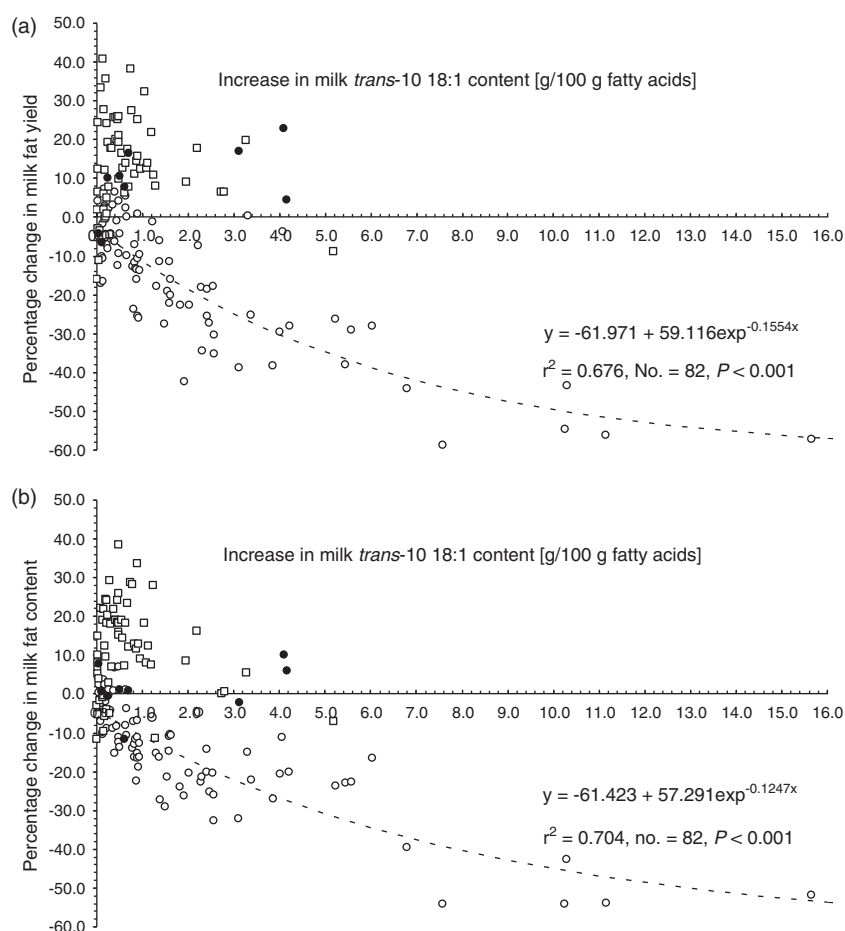 (a)
50.0
40.0
30.0
20.0
10.0
0.0
-10.0
-20.0
-30.0
-40.0
-50.0
-60.0
Percentage change in milk fat yield
Increase in milk trans-10 18:1 content [g/100 g fatty acids]
0.0 1.0 2.0 3.0 4.0 5.0 6.0 7.0 8.0 9.0 10.0 11.0 12.0 13.0 14.0 15.0 16.0
y = -61.971 + 59.116exp^-0.1554x
r² = 0.676, No. = 82, P < 0.001
(b)
50.0
40.0
30.0
20.0
10.0
0.0
-10.0
-20.0
-30.0
-40.0
-50.0
-60.0
Percentage change in milk fat content
Increase in milk trans-10 18:1 content [g/100 g fatty acids]
0.0 1.0 2.0 3.0 4.0 5.0 6.0 7.0 8.0 9.0 10.0 11.0 12.0 13.0 14.0 15.0 16.0
y = -61.423 + 57.291exp^-0.1247x
r² = 0.704, no. = 82, P < 0.001